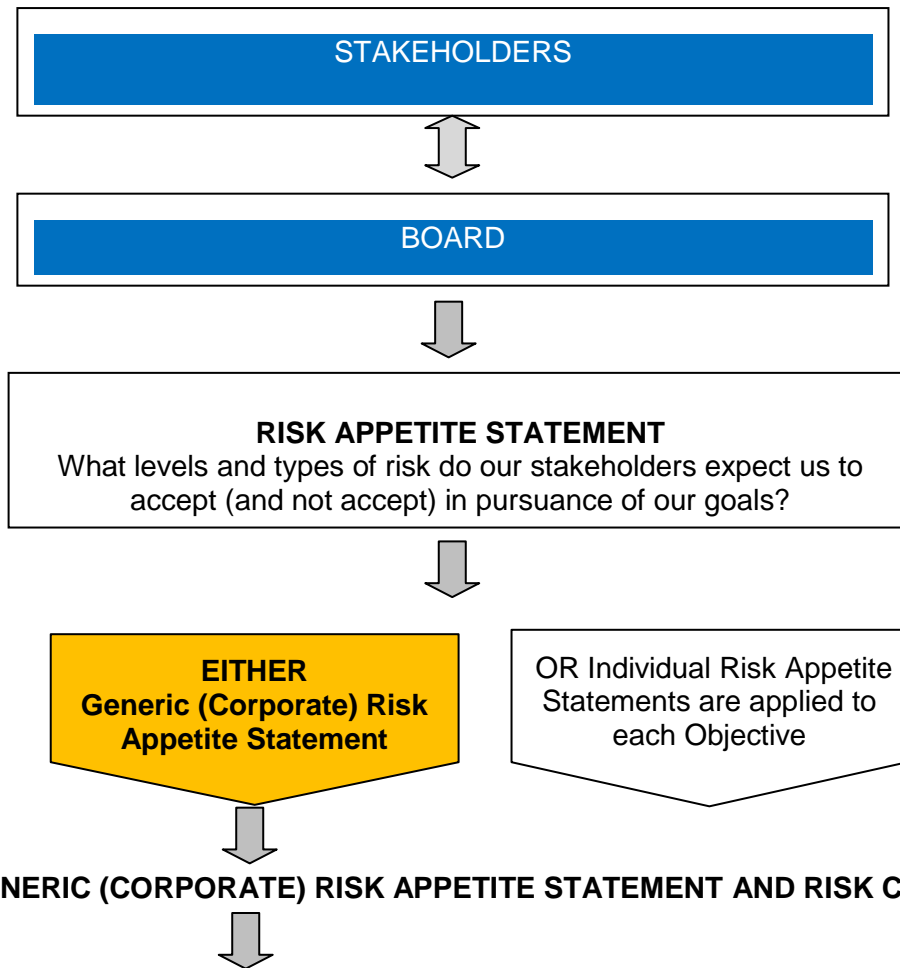 STAKEHOLDERS
BOARD
RISK APPETITE STATEMENT
What levels and types of risk do our stakeholders expect us to
accept (and not accept) in pursuance of our goals?
EITHER
Generic (Corporate) Risk
Appetite Statement
OR Individual Risk Appetite
Statements are applied to
each Objective
NERIC (CORPORATE) RISK APPETITE STATEMENT AND RISK C